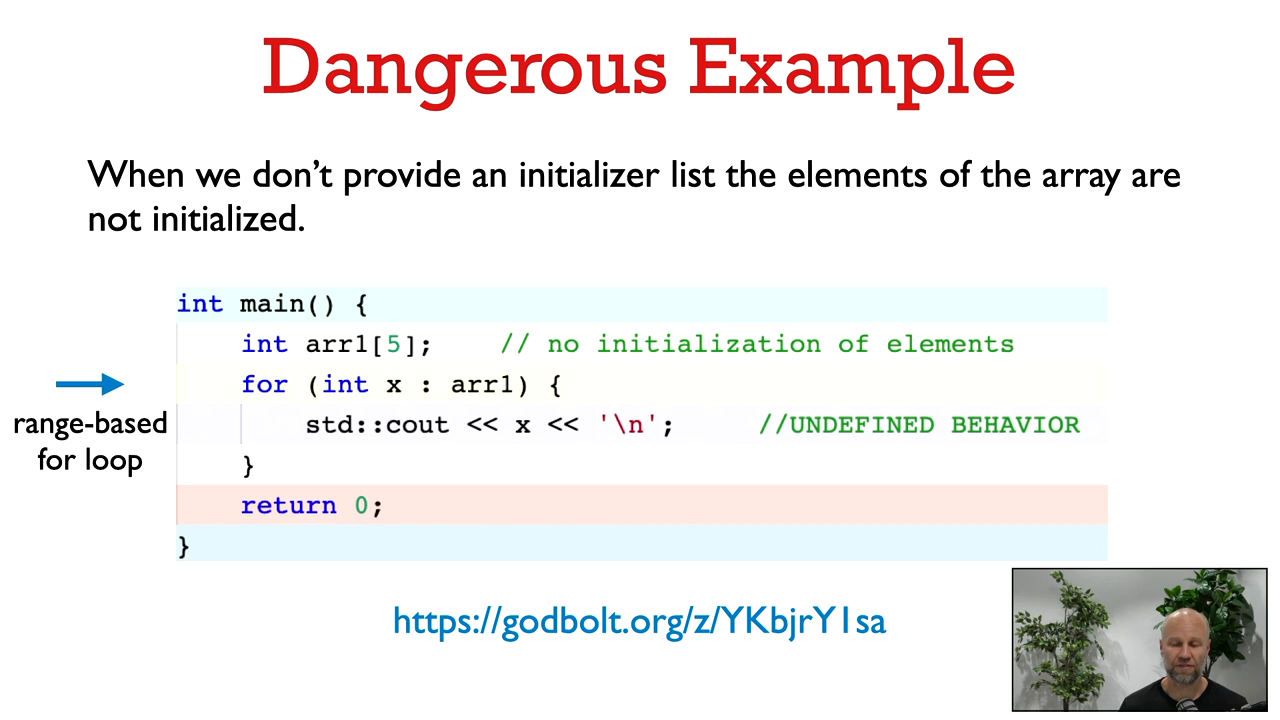 Dangerous Example
When we don't provide an initializer list the elements of the array are
not initialized.
int main() {
int arr1[5];    // no initialization of elements
for (int x : arr1) {
std::cout << x << '\n';     //UNDEFINED BEHAVIOR
}
return 0;
}
range-based
for loop
https://godbolt.org/z/YKbjrY1sa